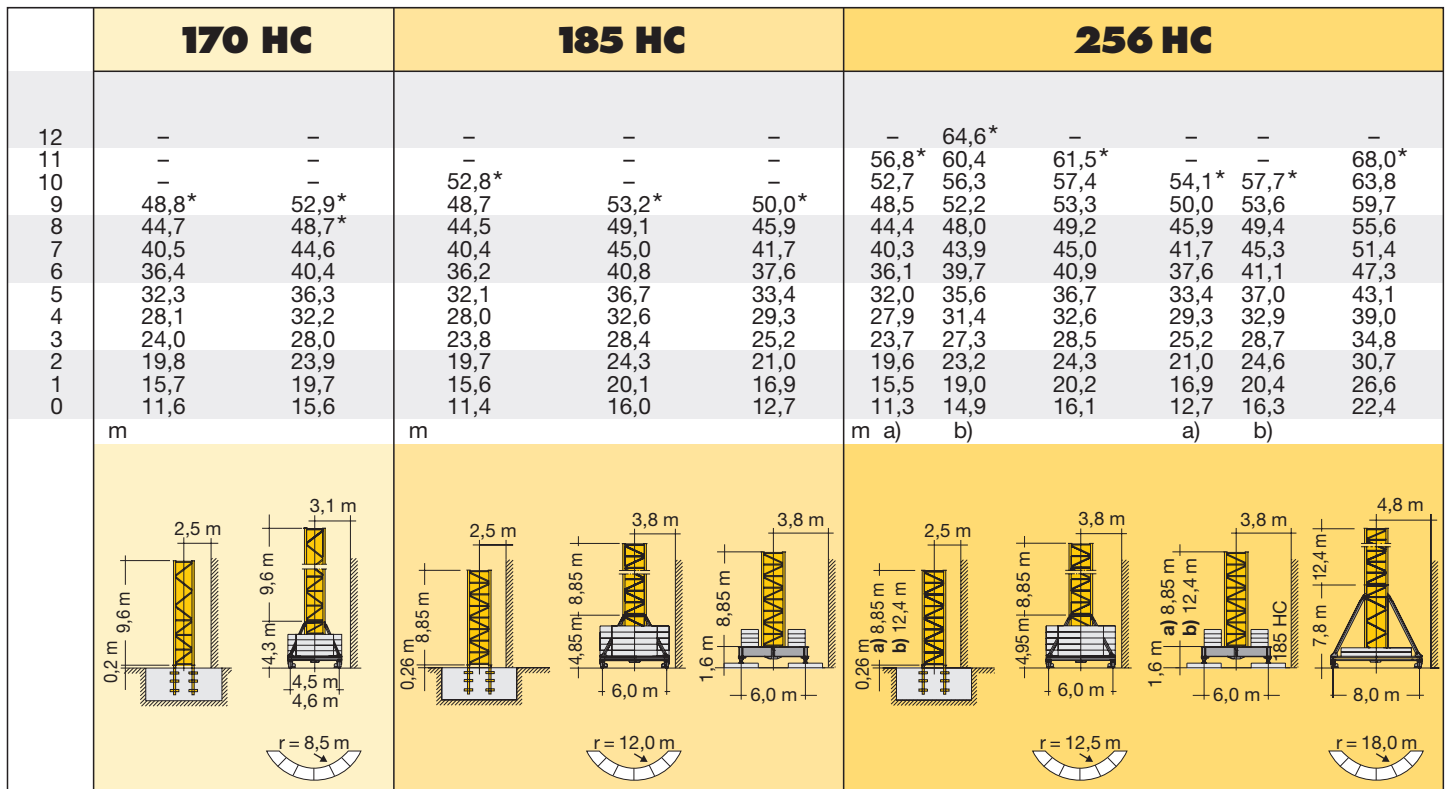 170 HC 185 HC 256 HC
12 – – – – – – 64,6* – – – –
11 – – – – – 56,8* 60,4 61,5* – – 68,0*
10 – – 52,8* – – 52,7 56,3 57,4 54,1* 57,7* 63,8
9 48,8* 52,9* 48,7 53,2* 50,0* 48,5 52,2 53,3 50,0 53,6 59,7
8 44,7 48,7* 44,5 49,1 45,9 44,4 48,0 49,2 45,9 49,4 55,6
7 40,5 44,6 40,4 45,0 41,7 40,3 43,9 45,0 41,7 45,3 51,4
6 36,4 40,4 36,2 40,8 37,6 36,1 39,7 40,9 37,6 41,1 47,3
5 32,3 36,3 32,1 36,7 33,4 32,0 35,6 36,7 33,4 37,0 43,1
4 28,1 32,2 28,0 32,6 29,3 27,9 31,4 32,6 29,3 32,9 39,0
3 24,0 28,0 23,8 28,4 25,2 23,7 27,3 28,5 25,2 28,7 34,8
2 19,8 23,9 19,7 24,3 21,0 19,6 23,2 24,3 21,0 24,6 30,7
1 15,7 19,7 15,6 20,1 16,9 15,5 19,0 20,2 16,9 20,4 26,6
0 11,6 15,6 11,4 16,0 12,7 11,3 14,9 16,1 12,7 16,3 22,4
m m m a) b) a) b)
2,5 m
9,6 m
0,2 m
3,1 m
9,6 m
4,3 m
4,5 m
4,6 m
r = 8,5 m
2,5 m
8,85 m
0,26 m
3,8 m
8,85 m
4,85 m
6,0 m
r = 12,0 m
3,8 m
8,85 m
1,6 m
6,0 m
2,5 m
a) 8,85 m
b) 12,4 m
0,26 m
3,8 m
8,85 m
4,95 m
6,0 m
r = 12,5 m
3,8 m
a) 8,85 m
b) 12,4 m
1,6 m
185 HC
6,0 m
4,8 m
12,4 m
7,8 m
8,0 m
r = 18,0 m